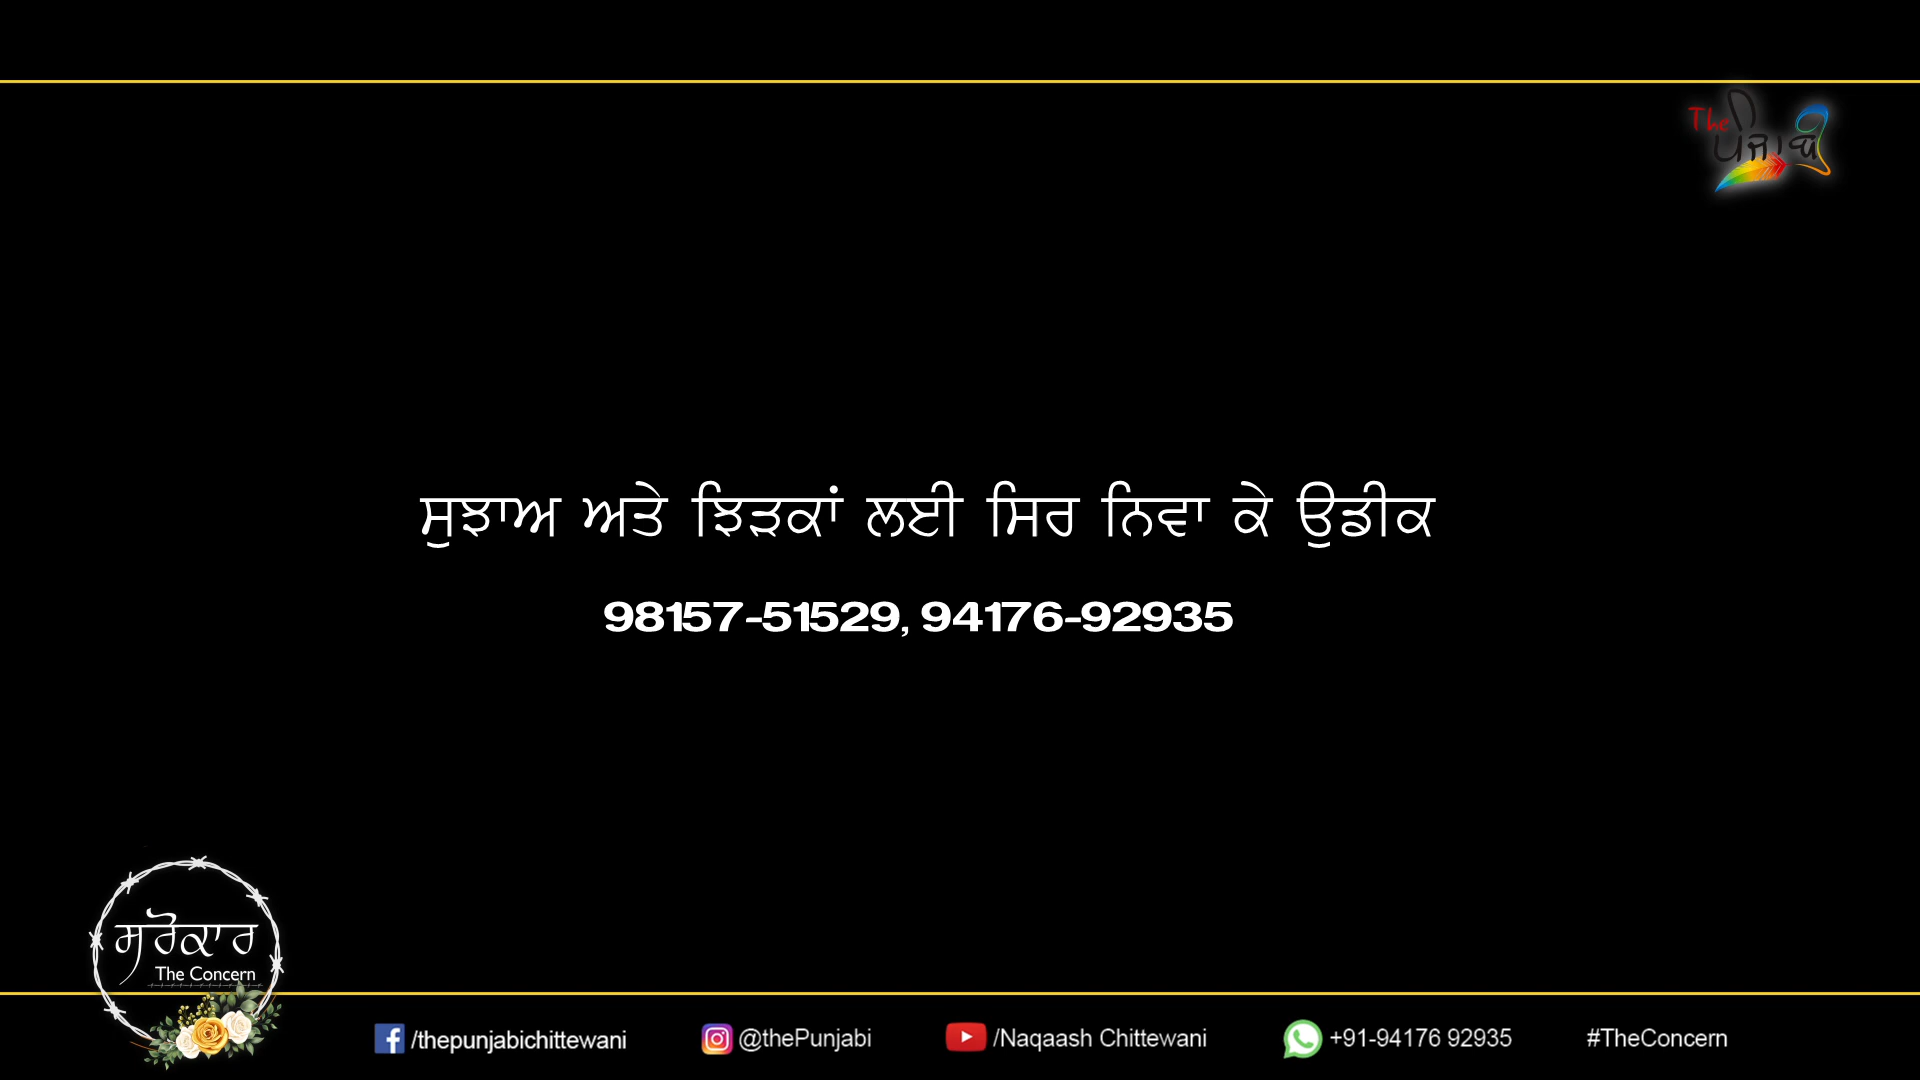 The ਪੰਜਾਬੀ
ਸੁਝਾਅ ਅਤੇ ਝਿੜਕਾਂ ਲਈ ਸਿਰ ਨਿਵਾ ਕੇ ਉਡੀਕ
98157-51529, 94176-92935
ਸਰੋਕਾਰ
The Concern
/thepunjabichittewani @thePunjabi /Naqaash Chittewani +91-94176 92935 #TheConcern